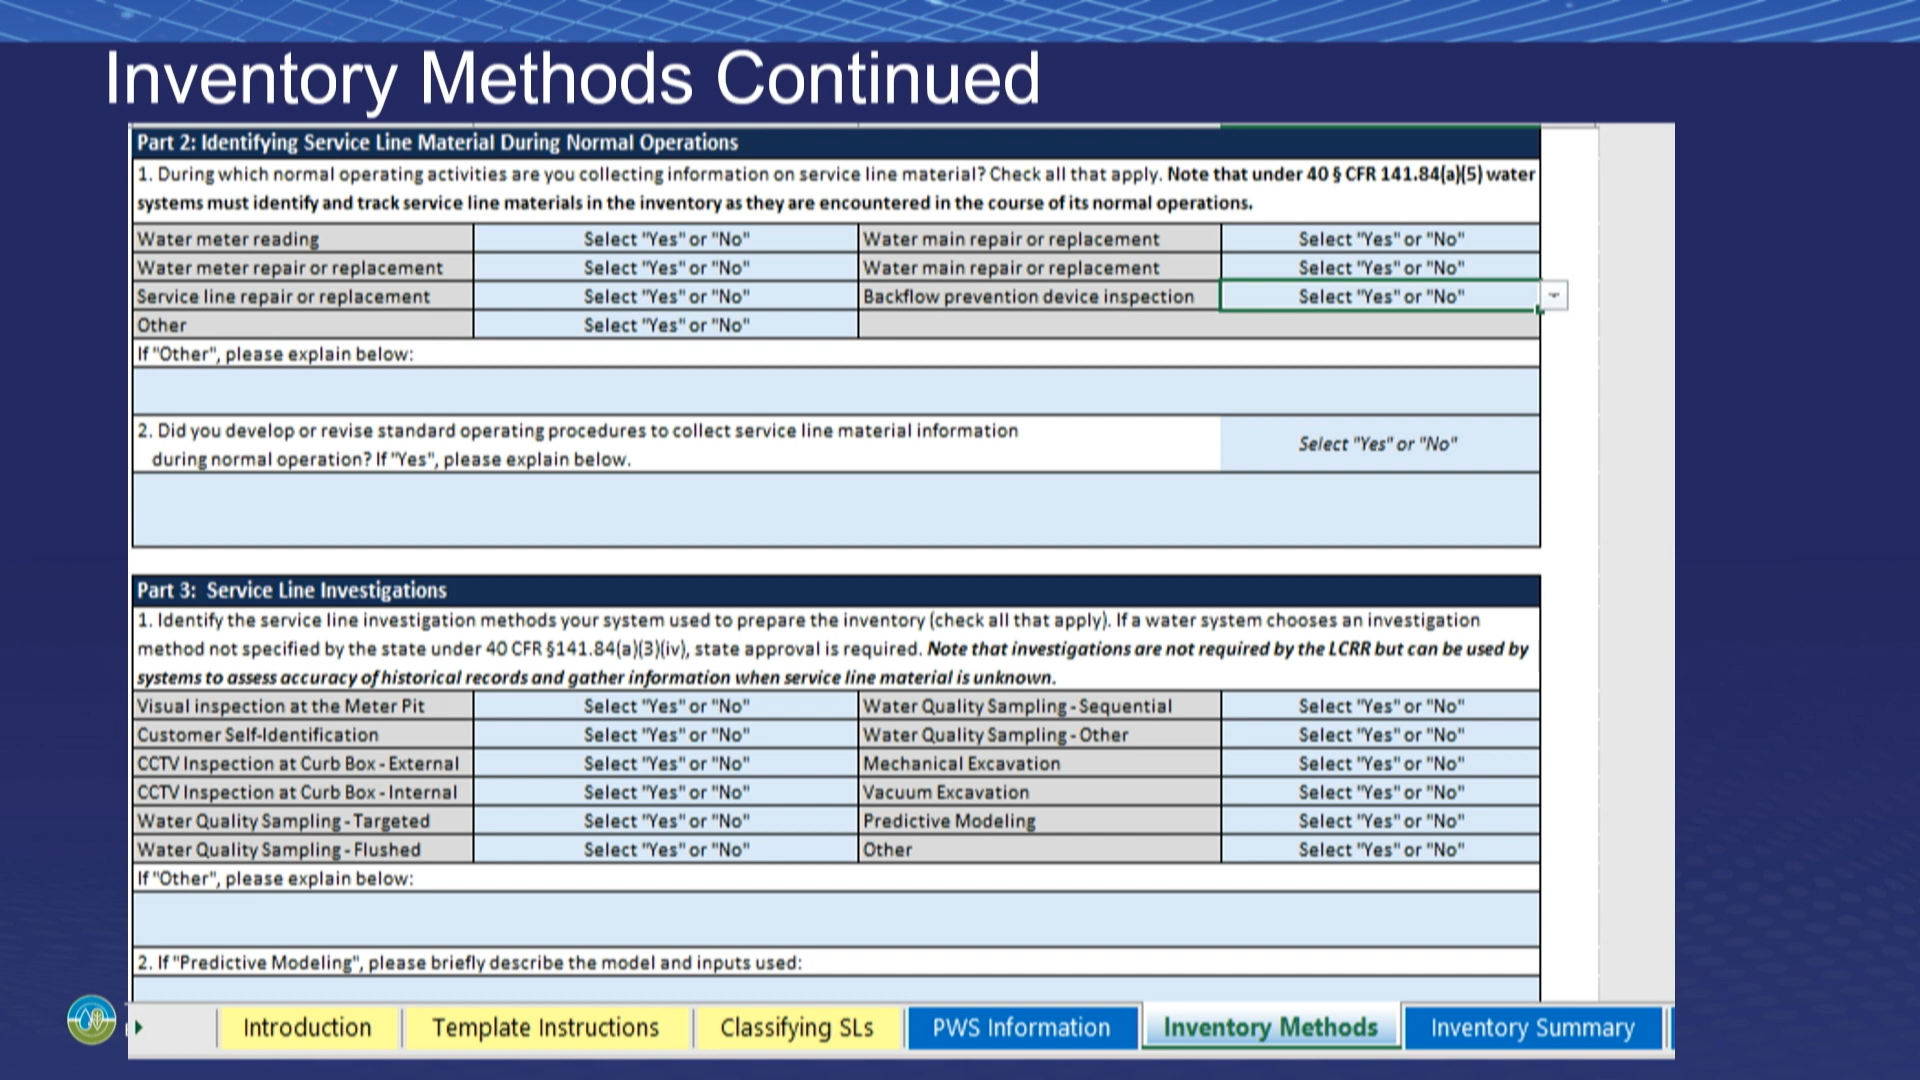 Inventory Methods Continued
Part 2: Identifying Service Line Material During Normal Operations
1. During which normal operating activities are you collecting information on service line material? Check all that apply. Note that under 40 § CFR 141.84(a)(5) water
systems must identify and track service line materials in the inventory as they are encountered in the course of its normal operations.
Water meter reading Select "Yes" or "No" Water main repair or replacement Select "Yes" or "No"
Water meter repair or replacement Select "Yes" or "No" Water main repair or replacement Select "Yes" or "No"
Service line repair or replacement Select "Yes" or "No" Backflow prevention device inspection Select "Yes" or "No"
Other Select "Yes" or "No"
If "Other", please explain below:
2. Did you develop or revise standard operating procedures to collect service line material information
during normal operation? If "Yes", please explain below.
Select "Yes" or "No"
Part 3: Service Line Investigations
1. Identify the service line investigation methods your system used to prepare the inventory (check all that apply). If a water system chooses an investigation
method not specified by the state under 40 CFR §141.84(a)(3)(iv), state approval is required. Note that investigations are not required by the LCRR but can be used by
systems to assess accuracy of historical records and gather information when service line material is unknown.
Visual inspection at the Meter Pit Select "Yes" or "No" Water Quality Sampling - Sequential Select "Yes" or "No"
Customer Self-Identification Select "Yes" or "No" Water Quality Sampling - Other Select "Yes" or "No"
CCTV Inspection at Curb Box - External Select "Yes" or "No" Mechanical Excavation Select "Yes" or "No"
CCTV Inspection at Curb Box - Internal Select "Yes" or "No" Vacuum Excavation Select "Yes" or "No"
Water Quality Sampling - Targeted Select "Yes" or "No" Predictive Modeling Select "Yes" or "No"
Water Quality Sampling - Flushed Select "Yes" or "No" Other Select "Yes" or "No"
If "Other", please explain below:
2. If "Predictive Modeling", please briefly describe the model and inputs used:
Introduction Template Instructions Classifying SLs PWS Information Inventory Methods Inventory Summary